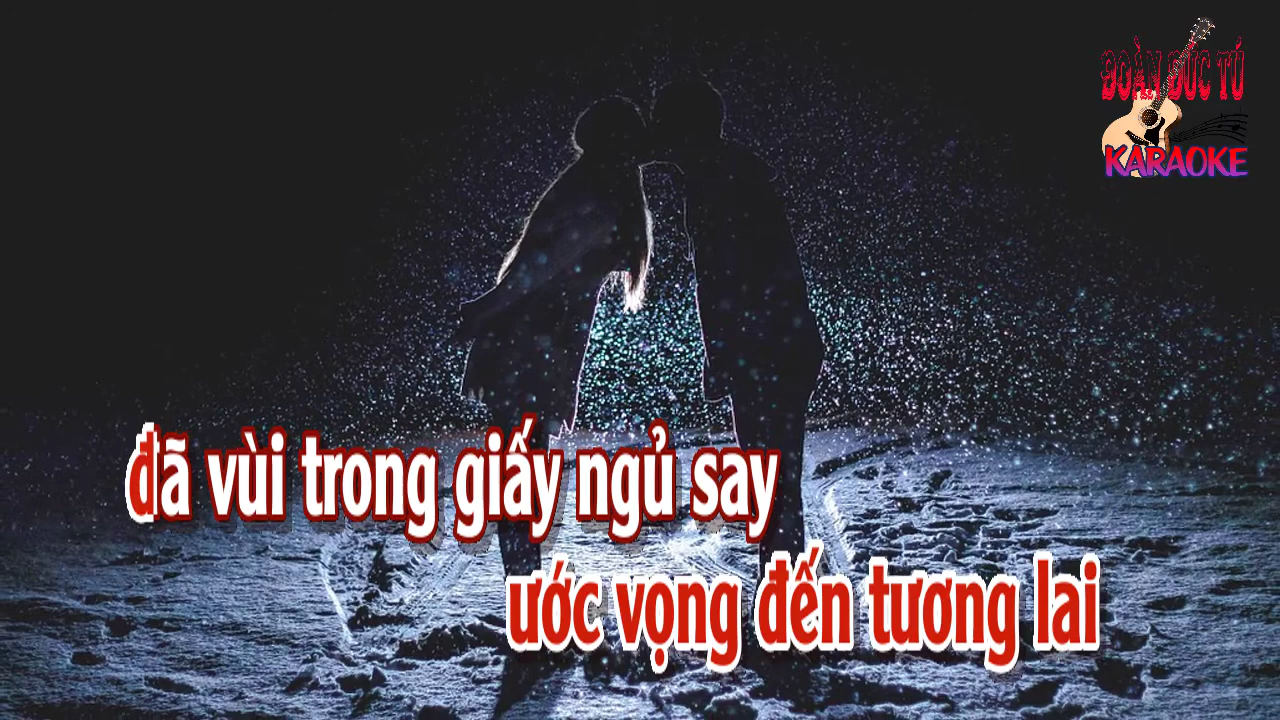 ĐOÀN ĐỨC TÚ
KARAOKE
đã vùi trong giấy ngủ say
ước vọng đến tương lai